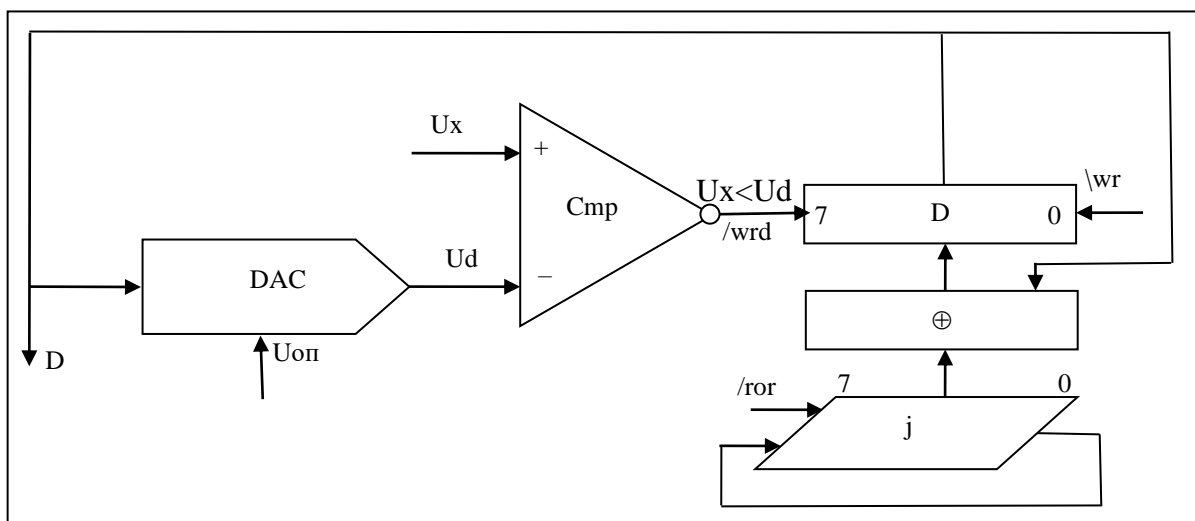 Ux
+
Cmp
−
Ux<Ud
/wrd
7 D 0
\wr
DAC
Ud
Uоп
D
⊕
/ror
7 0
j